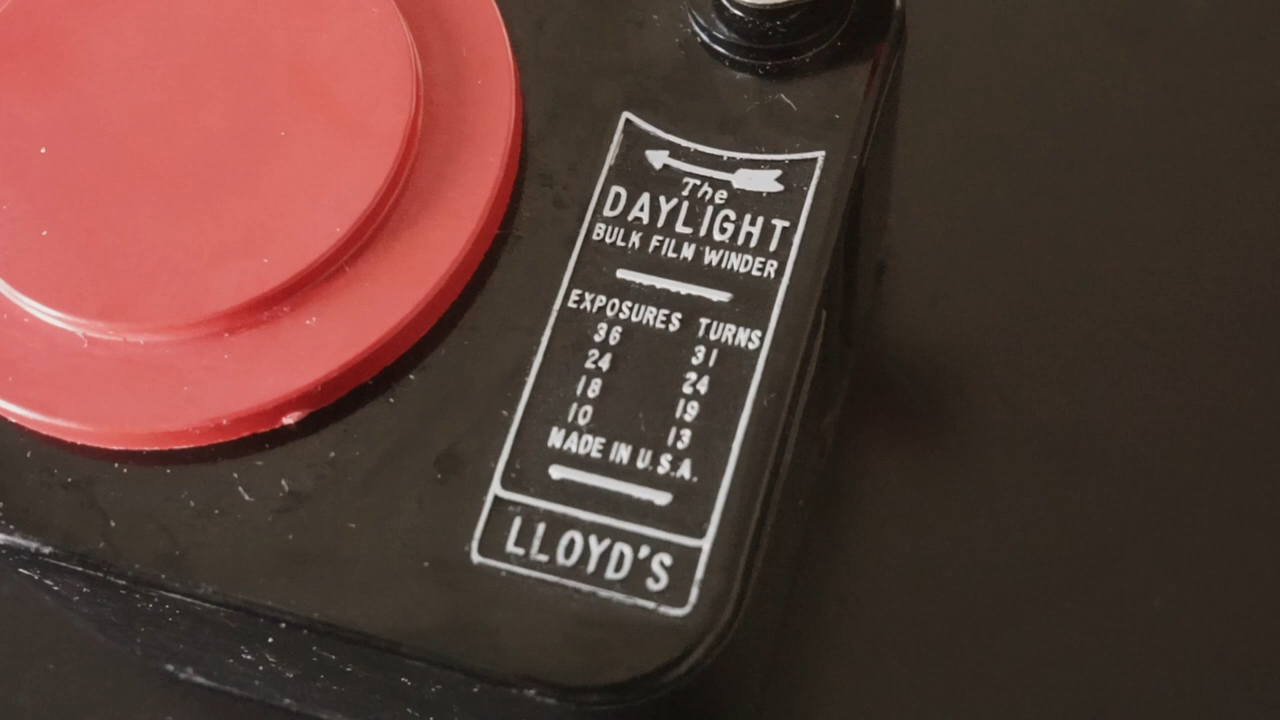 The
DAYLIGHT
BULK FILM WINDER
EXPOSURES TURNS
36 31
24 24
18 19
10 13
MADE IN U.S.A.
LLOYD'S